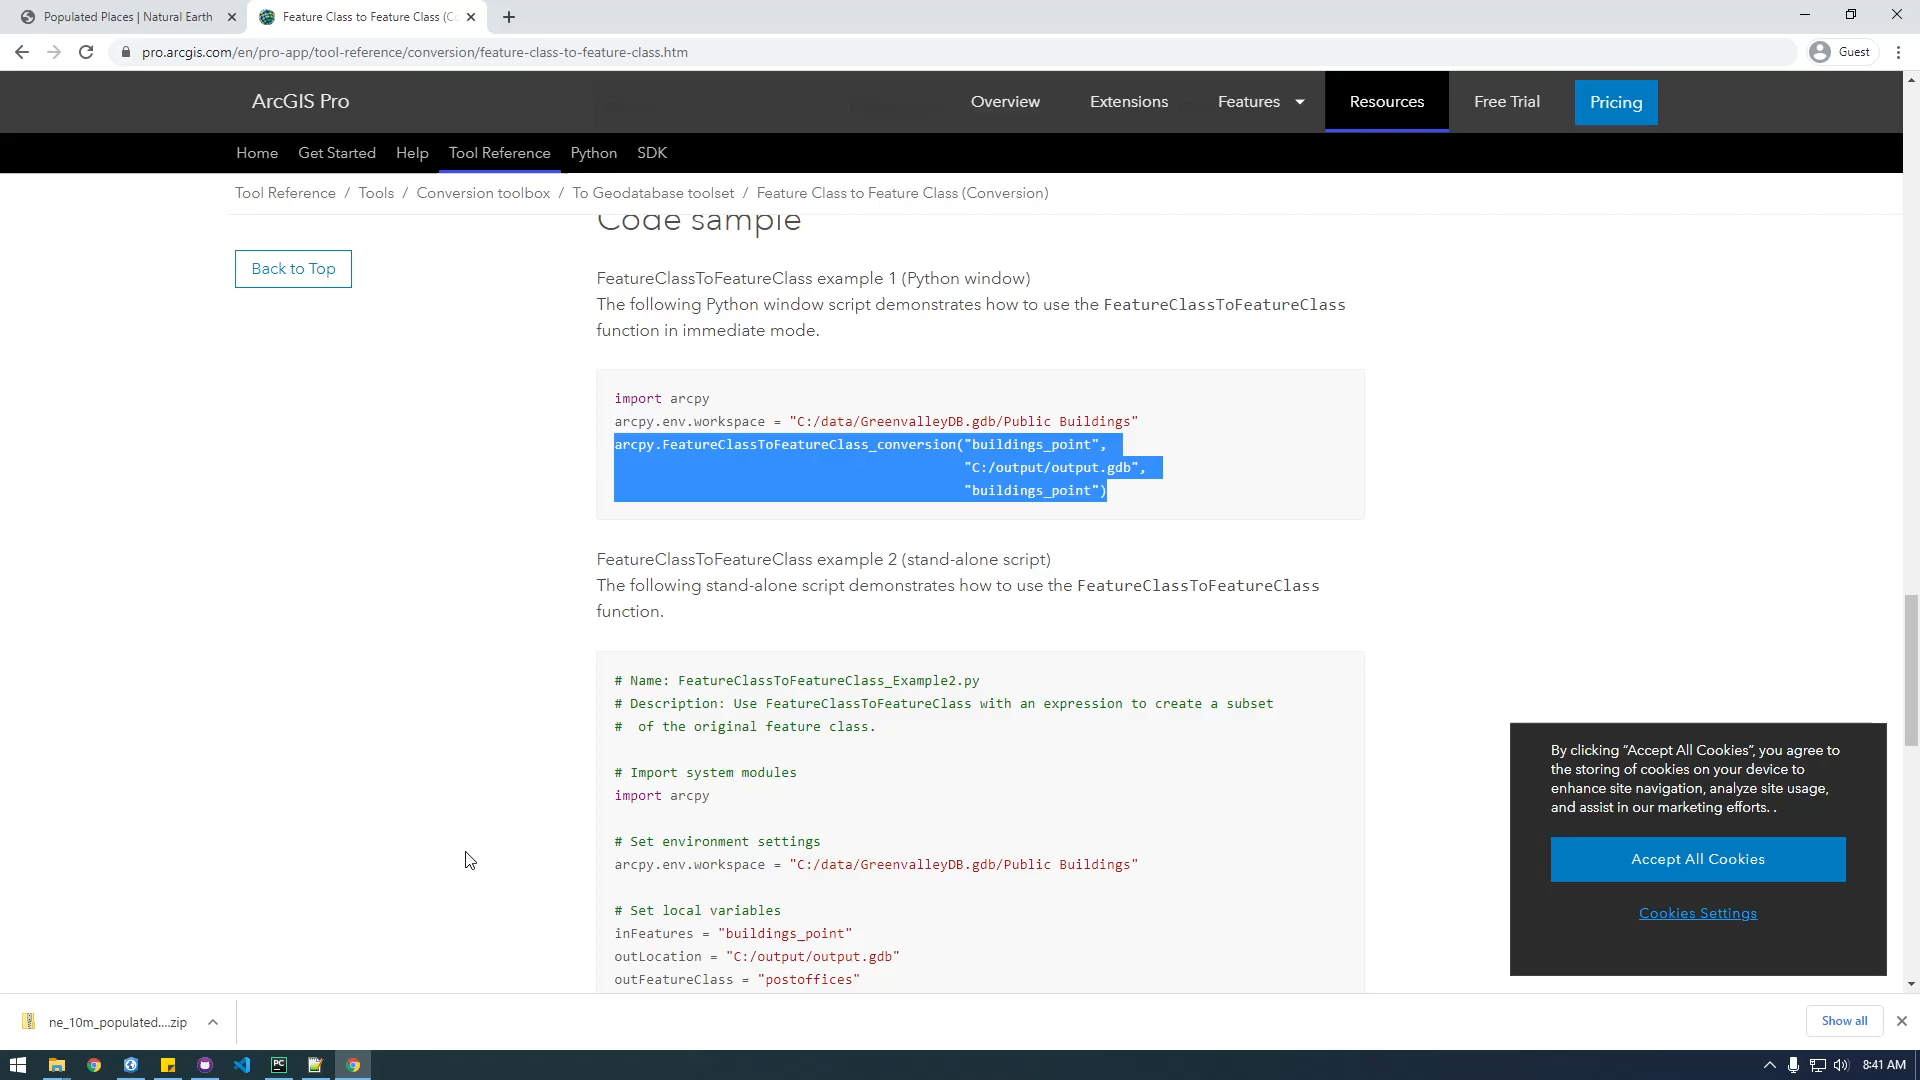 Populated Places | Natural Earth
Feature Class to Feature Class (Co
pro.arcgis.com/en/pro-app/tool-reference/conversion/feature-class-to-feature-class.htm
Guest
ArcGIS Pro
Overview
Extensions
Features
Resources
Free Trial
Pricing
Home
Get Started
Help
Tool Reference
Python
SDK
Tool Reference / Tools / Conversion toolbox / To Geodatabase toolset / Feature Class to Feature Class (Conversion)
Code sample
Back to Top
FeatureClassToFeatureClass example 1 (Python window)
The following Python window script demonstrates how to use the FeatureClassToFeatureClass
function in immediate mode.
import arcpy
arcpy.env.workspace = "C:/data/GreenvalleyDB.gdb/Public Buildings"
arcpy.FeatureClassToFeatureClass_conversion("buildings_point",
"C:/output/output.gdb",
"buildings_point")
FeatureClassToFeatureClass example 2 (stand-alone script)
The following stand-alone script demonstrates how to use the FeatureClassToFeatureClass
function.
# Name: FeatureClassToFeatureClass_Example2.py
# Description: Use FeatureClassToFeatureClass with an expression to create a subset
#  of the original feature class.
# Import system modules
import arcpy
# Set environment settings
arcpy.env.workspace = "C:/data/GreenvalleyDB.gdb/Public Buildings"
# Set local variables
inFeatures = "buildings_point"
outLocation = "C:/output/output.gdb"
outFeatureClass = "postoffices"
By clicking “Accept All Cookies”, you agree to
the storing of cookies on your device to
enhance site navigation, analyze site usage,
and assist in our marketing efforts. .
Accept All Cookies
Cookies Settings
ne_10m_populated....zip
Show all
PC
8:41 AM